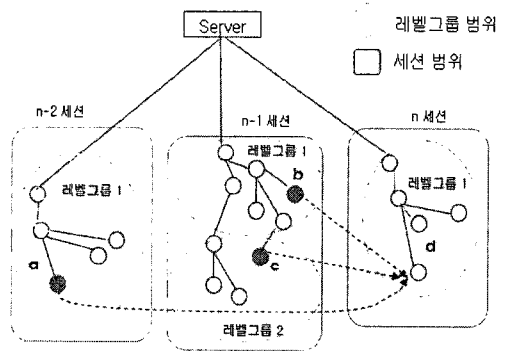 Server
레벨그룹 범위
세션 범위
n-2 세션
n-1 세션
n 세션
레벨그룹 1
레벨그룹 1
레벨그룹 1
b
a
c
d
레벨그룹 2